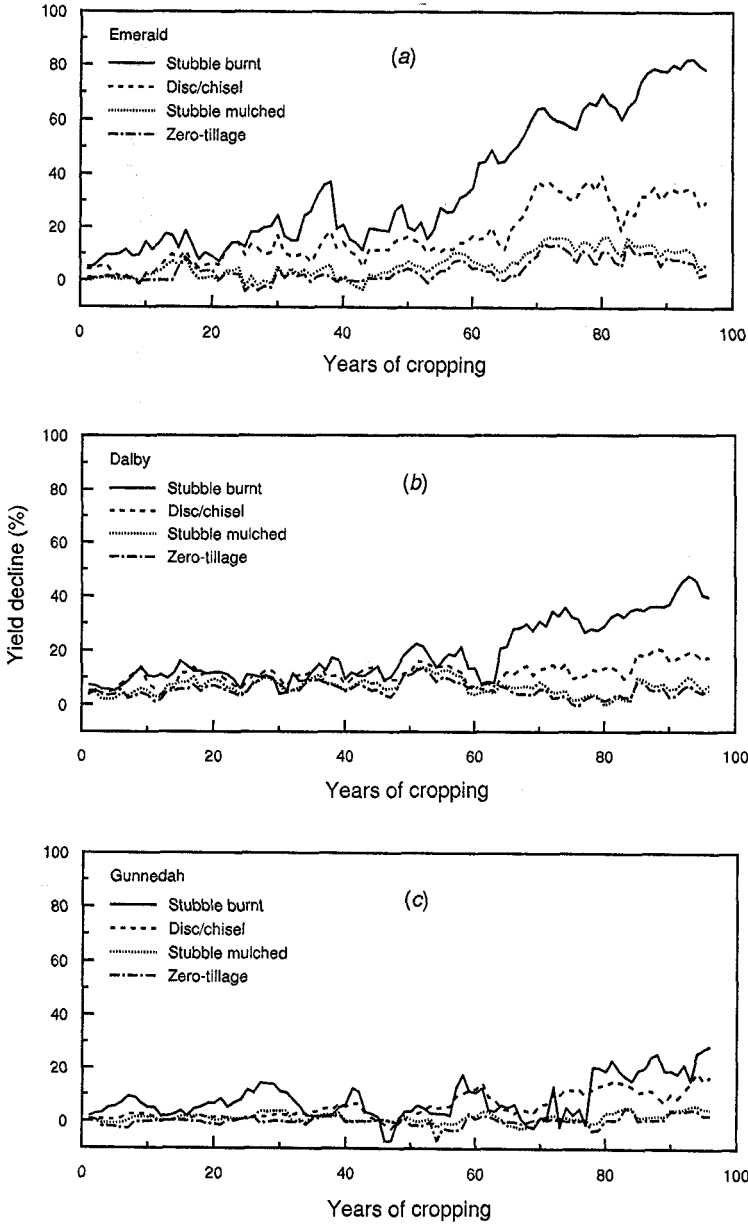 100
Emerald
(a)
Stubble burnt
80
Disc/chisel
Stubble mulched
60
Zero-tillage
40
20
0
0 20 40 60 80 100
Years of cropping
100
Dalby
(b)
80
Stubble burnt
Disc/chisel
60
Stubble mulched
Zero-tillage
40
20
0
Yield decline (%)
0 20 40 60 80 100
Years of cropping
100
Gunnedah
(c)
80
Stubble burnt
Disc/chisel
60
Stubble mulched
Zero-tillage
40
20
0
0 20 40 60 80 100
Years of cropping